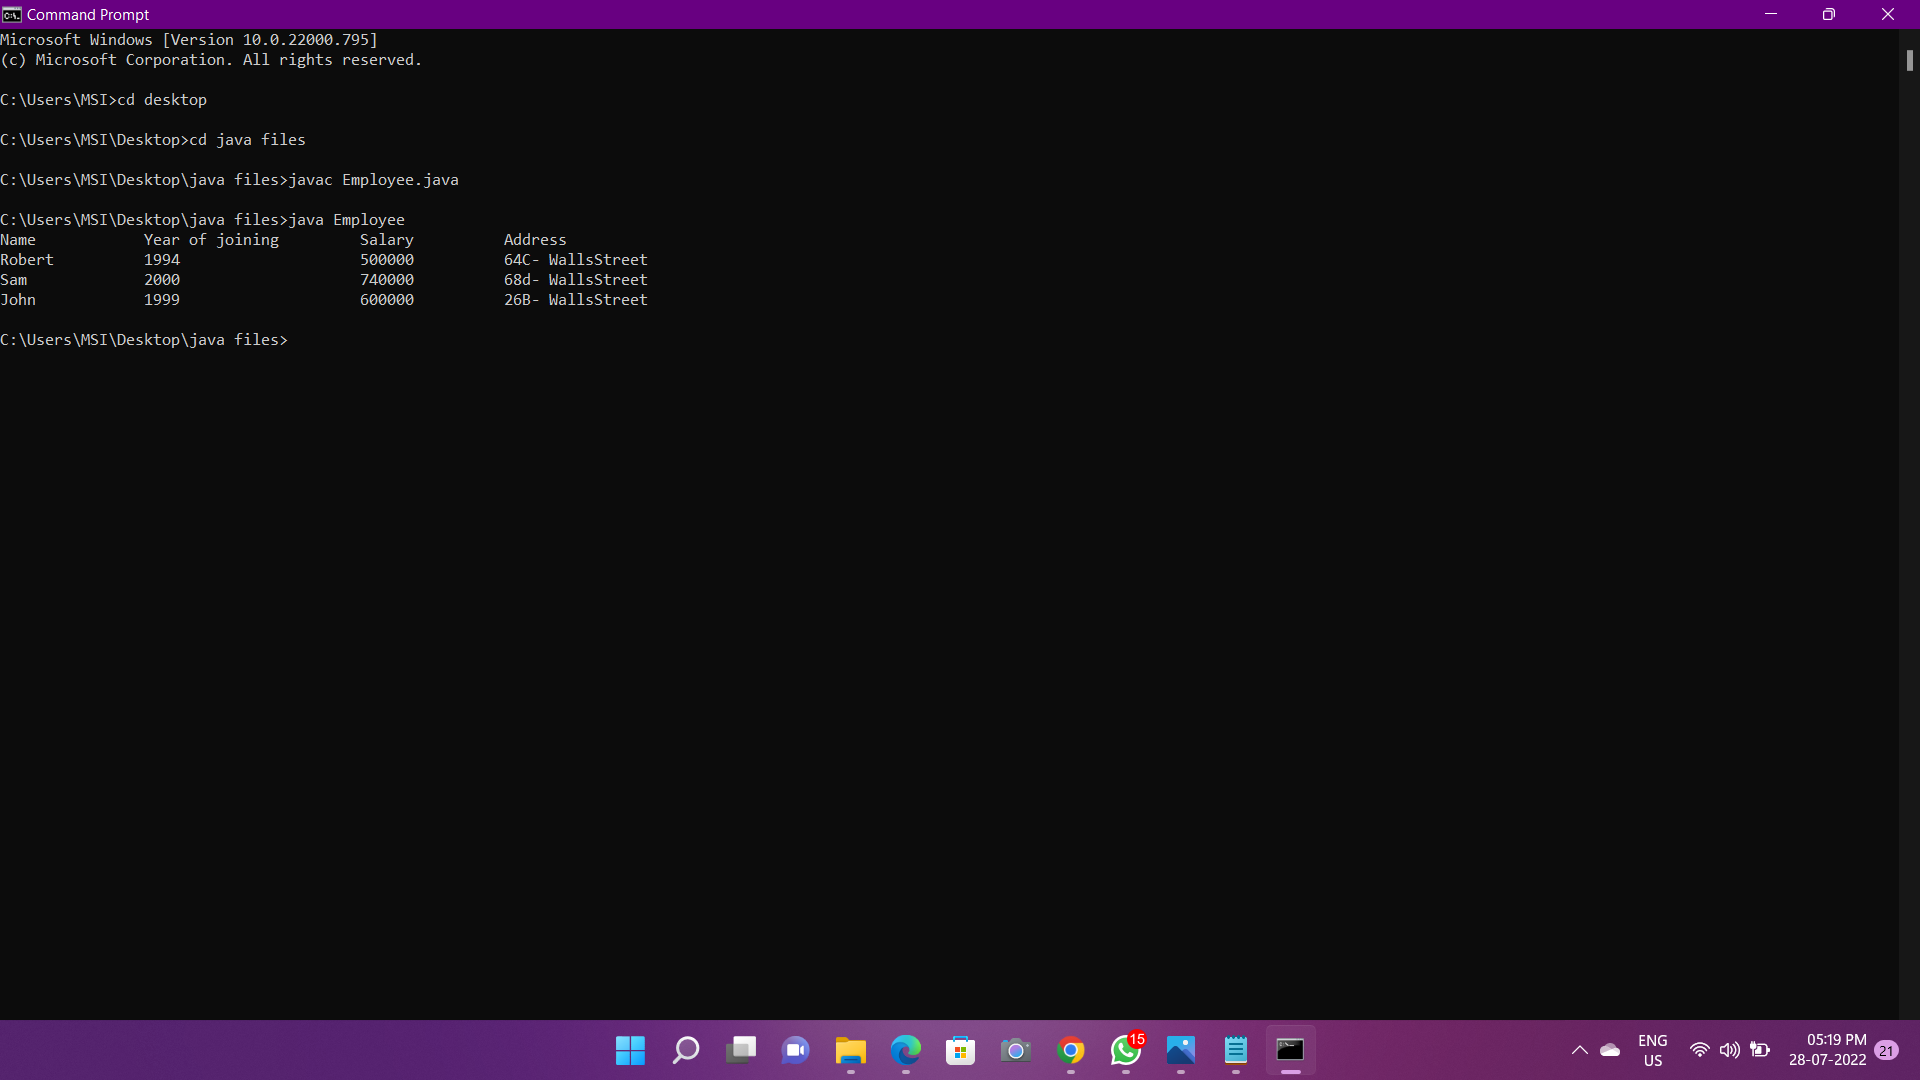 Command Prompt
Microsoft Windows [Version 10.0.22000.795]
(c) Microsoft Corporation. All rights reserved.
C:\Users\MSI>cd desktop
C:\Users\MSI\Desktop>cd java files
C:\Users\MSI\Desktop\java files>javac Employee.java
C:\Users\MSI\Desktop\java files>java Employee
Name Year of joining Salary Address
Robert 1994 500000 64C- WallsStreet
Sam 2000 740000 68d- WallsStreet
John 1999 600000 26B- WallsStreet
C:\Users\MSI\Desktop\java files>
15
ENG
US
05:19 PM
28-07-2022
21